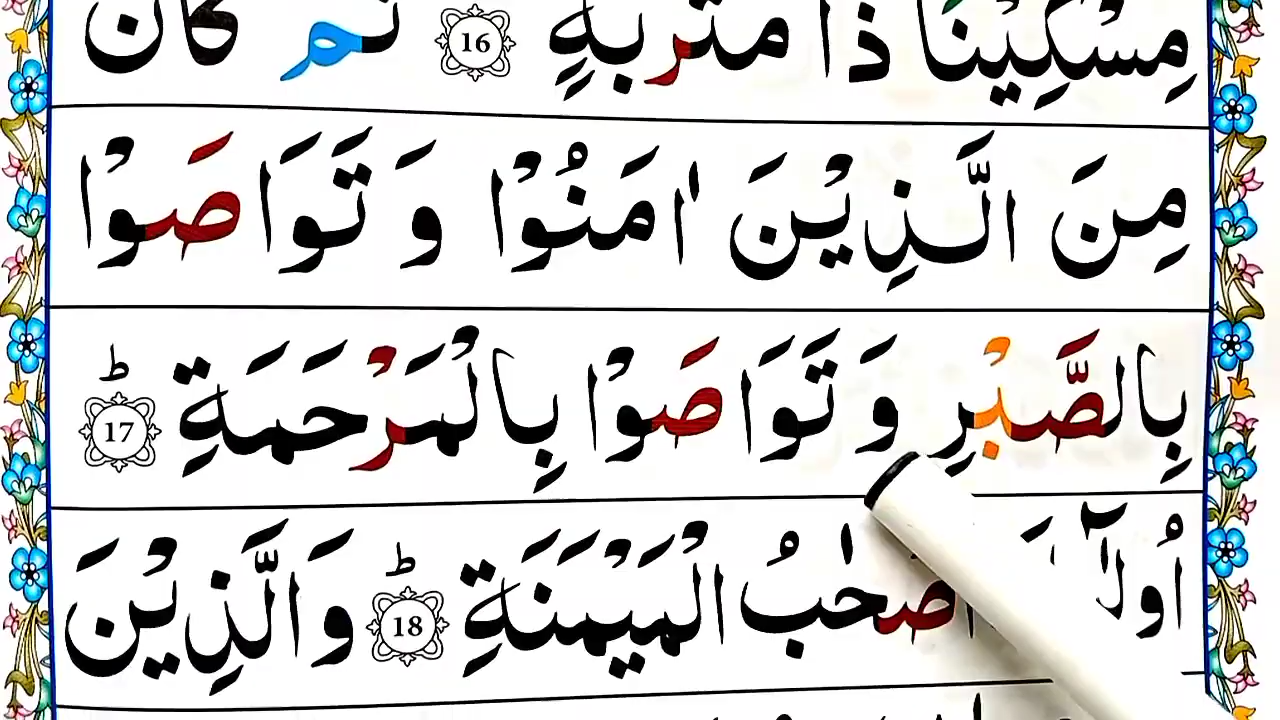 مِسْكِيْنًا ذَا مَتْرَبَةٍ 16 ثُمَّ كَانَ
مِنَ الَّذِيْنَ اٰمَنُوْا وَ تَوَاصَوْا
بِالصَّبْرِ وَ تَوَاصَوْا بِالْمَرْحَمَةِ ؕ 17
اَصْحٰبُ الْمَيْمَنَةِ ؕ 18 وَالَّذِيْنَ